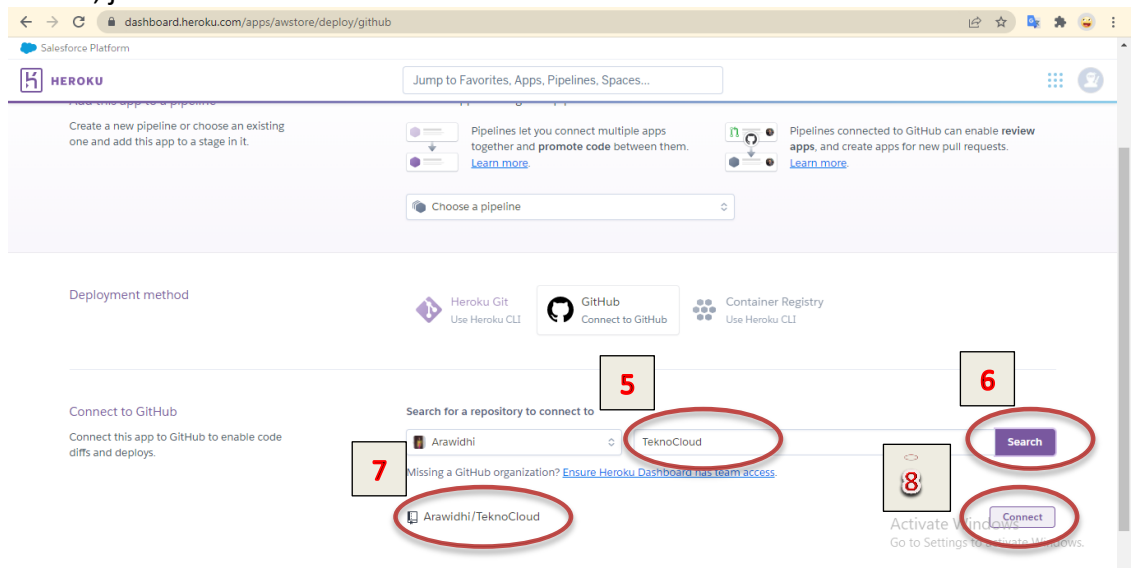 dashboard.heroku.com/apps/awstore/deploy/github
Salesforce Platform
HEROKU
Jump to Favorites, Apps, Pipelines, Spaces...
Add this app to a pipeline
Create a new pipeline or choose an existing
one and add this app to a stage in it.
Pipelines let you connect multiple apps
together and promote code between them.
Learn more.
Pipelines connected to GitHub can enable review
apps, and create apps for new pull requests.
Learn more.
Choose a pipeline
Deployment method
Heroku Git
Use Heroku CLI
GitHub
Connect to GitHub
Container Registry
Use Heroku CLI
5
6
Connect to GitHub
Connect this app to GitHub to enable code
diffs and deploys.
Search for a repository to connect to
Arawidhi
TeknoCloud
Search
7
Missing a GitHub organization? Ensure Heroku Dashboard has team access.
8
Arawidhi/TeknoCloud
Connect
Activate Windows
Go to Settings to activate Windows.